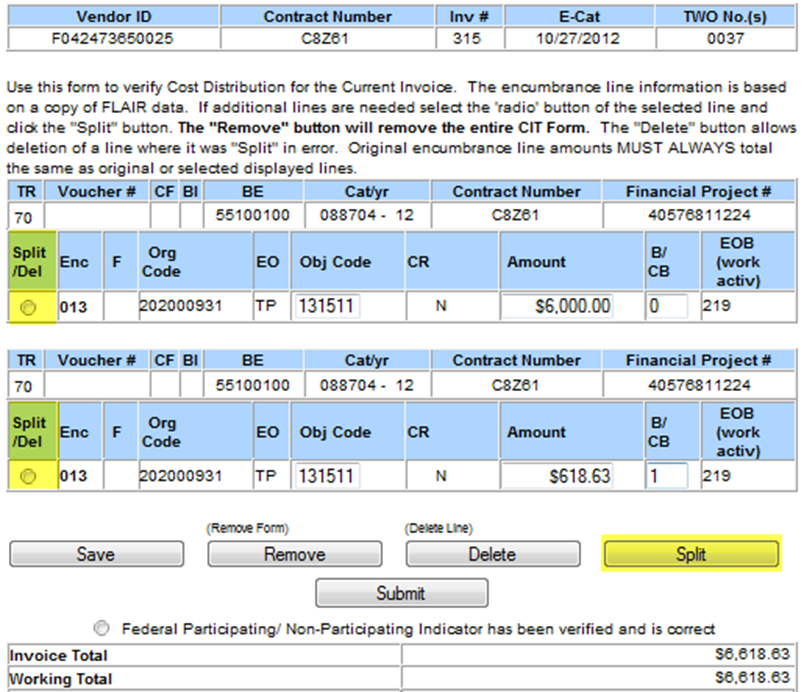 Vendor ID Contract Number Inv # E-Cat TWO No.(s)
F042473650025 C8Z61 315 10/27/2012 0037
Use this form to verify Cost Distribution for the Current Invoice. The encumbrance line information is based
on a copy of FLAIR data. If additional lines are needed select the 'radio' button of the selected line and
click the "Split" button. The "Remove" button will remove the entire CIT Form. The "Delete" button allows
deletion of a line where it was "Split" in error. Original encumbrance line amounts MUST ALWAYS total
the same as original or selected displayed lines.
TR Voucher # CF BI BE Cat/yr Contract Number Financial Project #
70 55100100 088704 - 12 C8Z61 40576811224
Split /Del Enc F Org Code EO Obj Code CR Amount B/ CB EOB (work activ)
013 202000931 TP 131511 N $6,000.00 0 219
TR Voucher # CF BI BE Cat/yr Contract Number Financial Project #
70 55100100 088704 - 12 C8Z61 40576811224
Split /Del Enc F Org Code EO Obj Code CR Amount B/ CB EOB (work activ)
013 202000931 TP 131511 N $618.63 1 219
(Remove Form) (Delete Line)
Save Remove Delete Split
Submit
Federal Participating/ Non-Participating Indicator has been verified and is correct
Invoice Total $6,618.63
Working Total $6,618.63